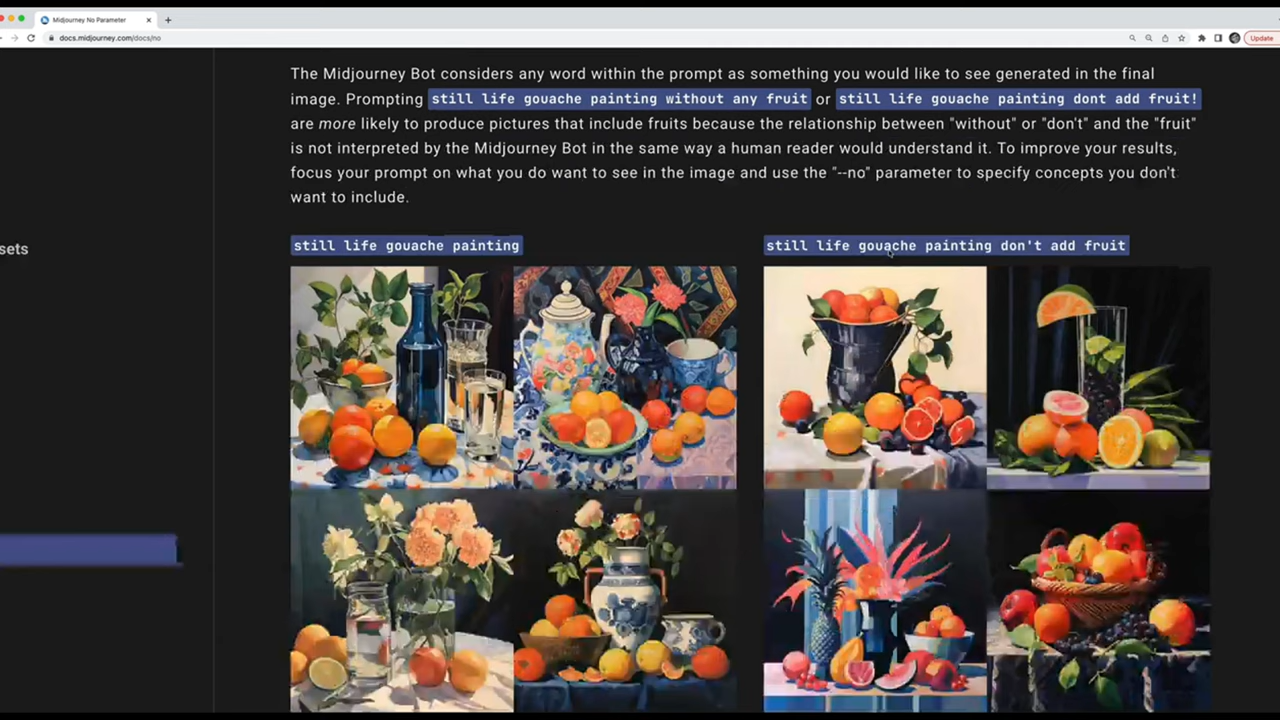 Midjourney No Parameter
docs.midjourney.com/docs/no
Update
The Midjourney Bot considers any word within the prompt as something you would like to see generated in the final
image. Prompting still life gouache painting without any fruit or still life gouache painting dont add fruit!
are more likely to produce pictures that include fruits because the relationship between "without" or "don't" and the "fruit"
is not interpreted by the Midjourney Bot in the same way a human reader would understand it. To improve your results,
focus your prompt on what you do want to see in the image and use the "--no" parameter to specify concepts you don't
want to include.
sets
still life gouache painting
still life gouache painting don't add fruit